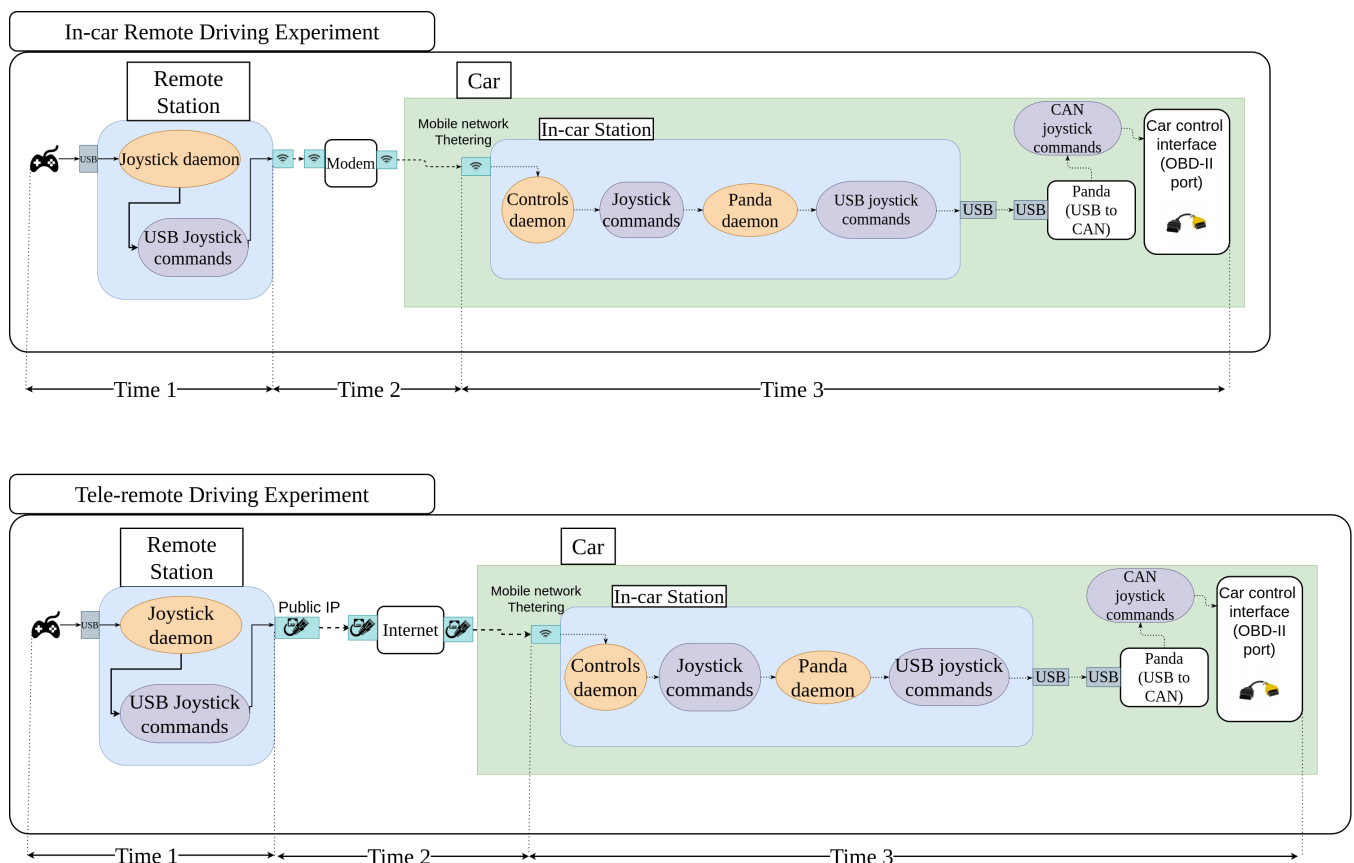 In-car Remote Driving Experiment
Remote
Station
Car
Mobile network
Thetering
In-car Station
USB
Joystick daemon
USB Joystick
commands
Modem
Controls
daemon
Joystick
commands
Panda
daemon
USB joystick
commands
USB
USB
CAN
joystick
commands
Panda
(USB to
CAN)
Car control
interface
(OBD-II
port)
Time 1
Time 2
Time 3
Tele-remote Driving Experiment
Remote
Station
Car
Mobile network
Thetering
In-car Station
USB
Joystick
daemon
USB Joystick
commands
Public IP
Internet
Controls
daemon
Joystick
commands
Panda
daemon
USB joystick
commands
USB
USB
CAN
joystick
commands
Panda
(USB to
CAN)
Car control
interface
(OBD-II
port)
Time 1
Time 2
Time 3